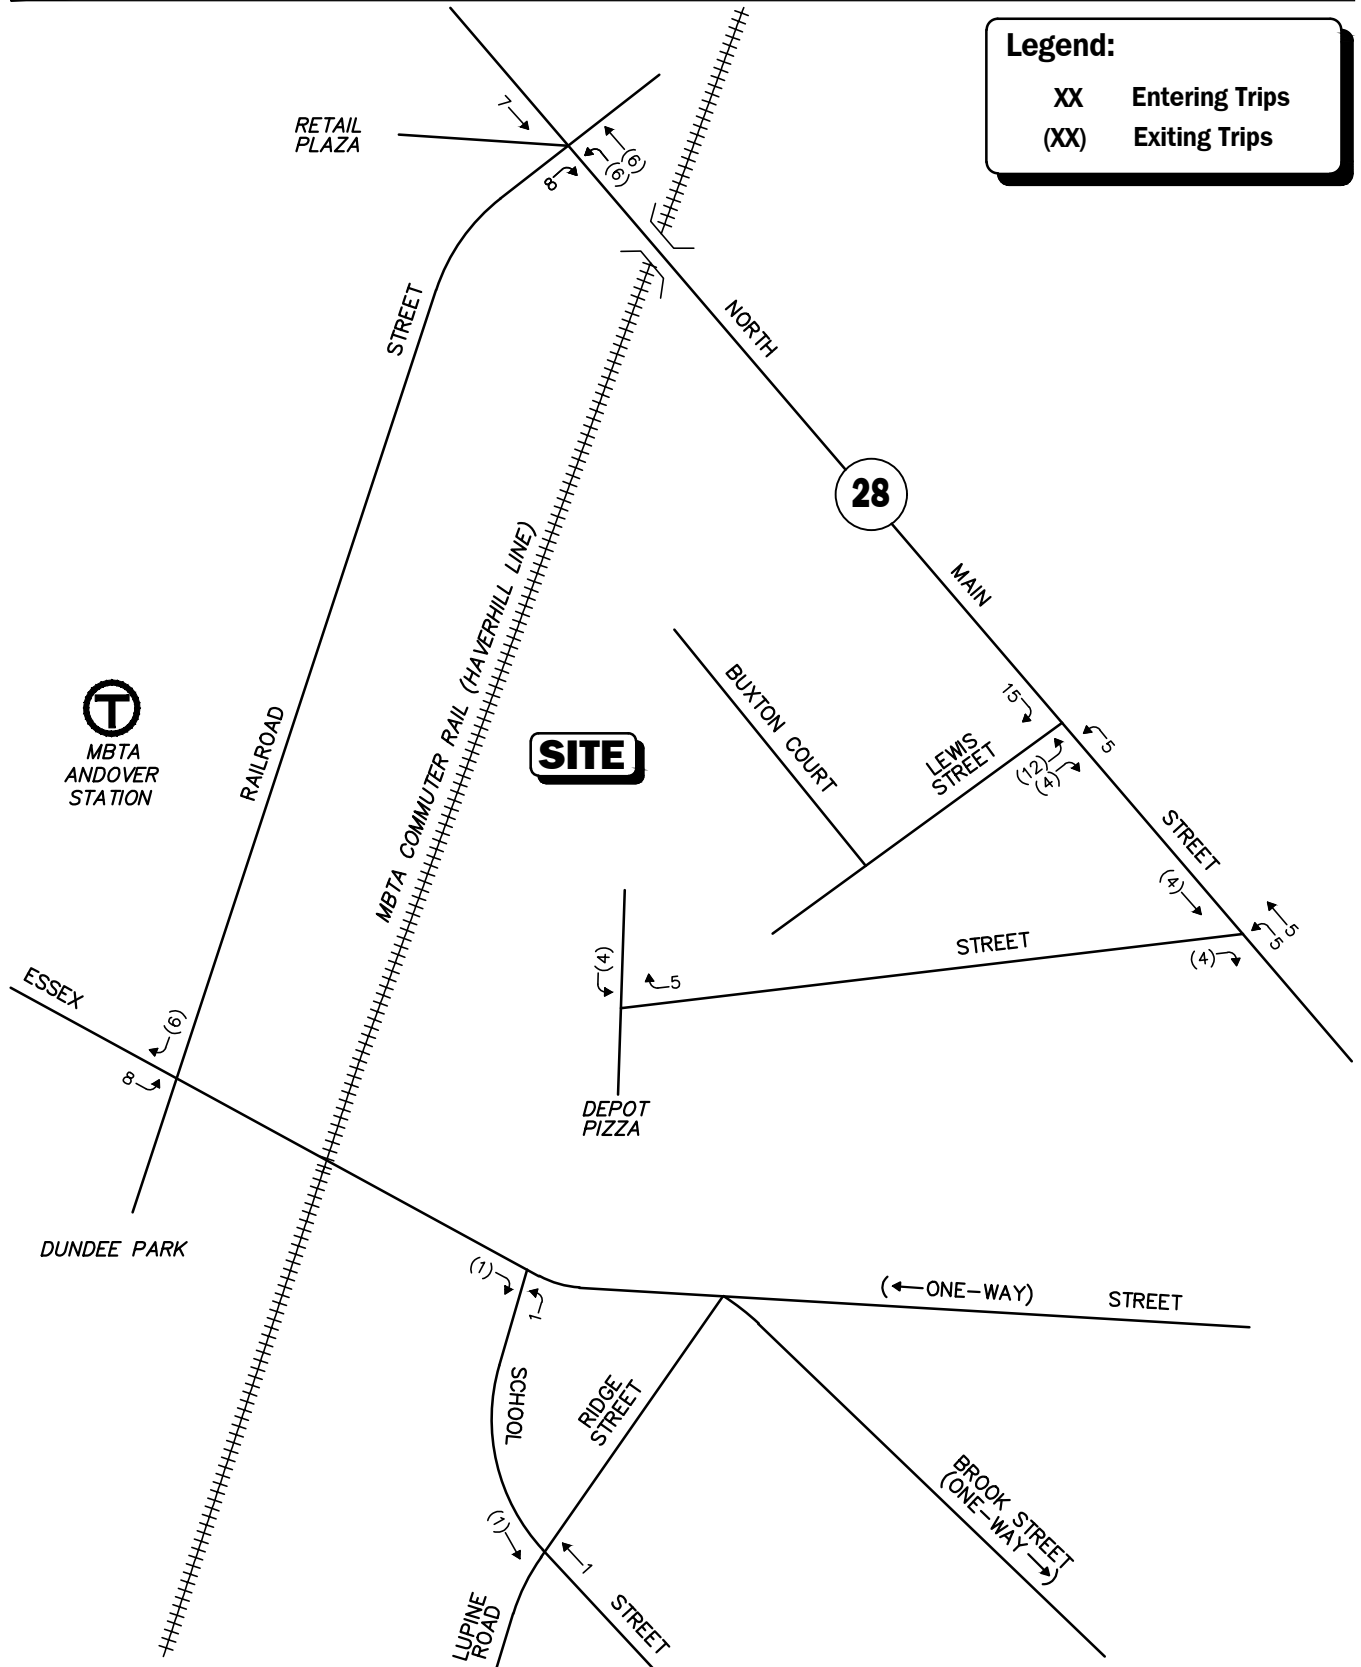 Legend:
XX Entering Trips
(XX) Exiting Trips
RETAIL
PLAZA
7
(6)
(6)
8
STREET
NORTH
28
MAIN
MBTA COMMUTER RAIL (HAVERHILL LINE)
T
MBTA
ANDOVER
STATION
RAILROAD
SITE
BUXTON COURT
LEWIS
STREET
15
5
(12)
(4)
STREET
(4)
5
5
(4)
STREET
(4)
5
DEPOT
PIZZA
ESSEX
(6)
8
DUNDEE PARK
(1)
1
(←ONE-WAY)
STREET
SCHOOL
RIDGE
STREET
BROOK STREET
(ONE-WAY→)
(1)
1
LUPINE
ROAD
STREET